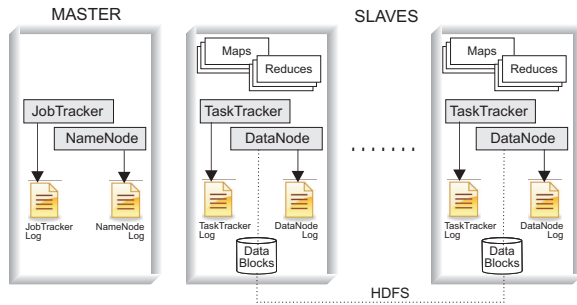 MASTER
SLAVES
Maps
Reduces
Maps
Reduces
JobTracker
NameNode
TaskTracker
DataNode
TaskTracker
DataNode
JobTracker
Log
NameNode
Log
TaskTracker
Log
DataNode
Log
TaskTracker
Log
DataNode
Log
Data
Blocks
Data
Blocks
HDFS